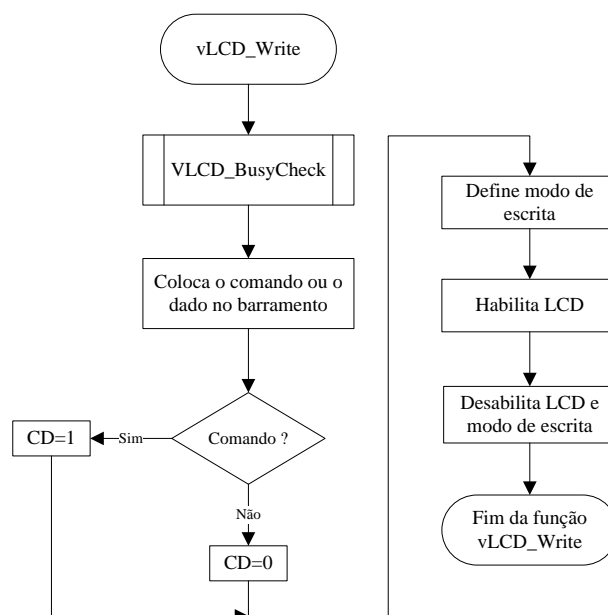 vLCD_Write
VLCD_BusyCheck
Coloca o comando ou o
dado no barramento
Comando ?
Sim
CD=1
Não
CD=0
Define modo de
escrita
Habilita LCD
Desabilita LCD e
modo de escrita
Fim da função
vLCD_Write